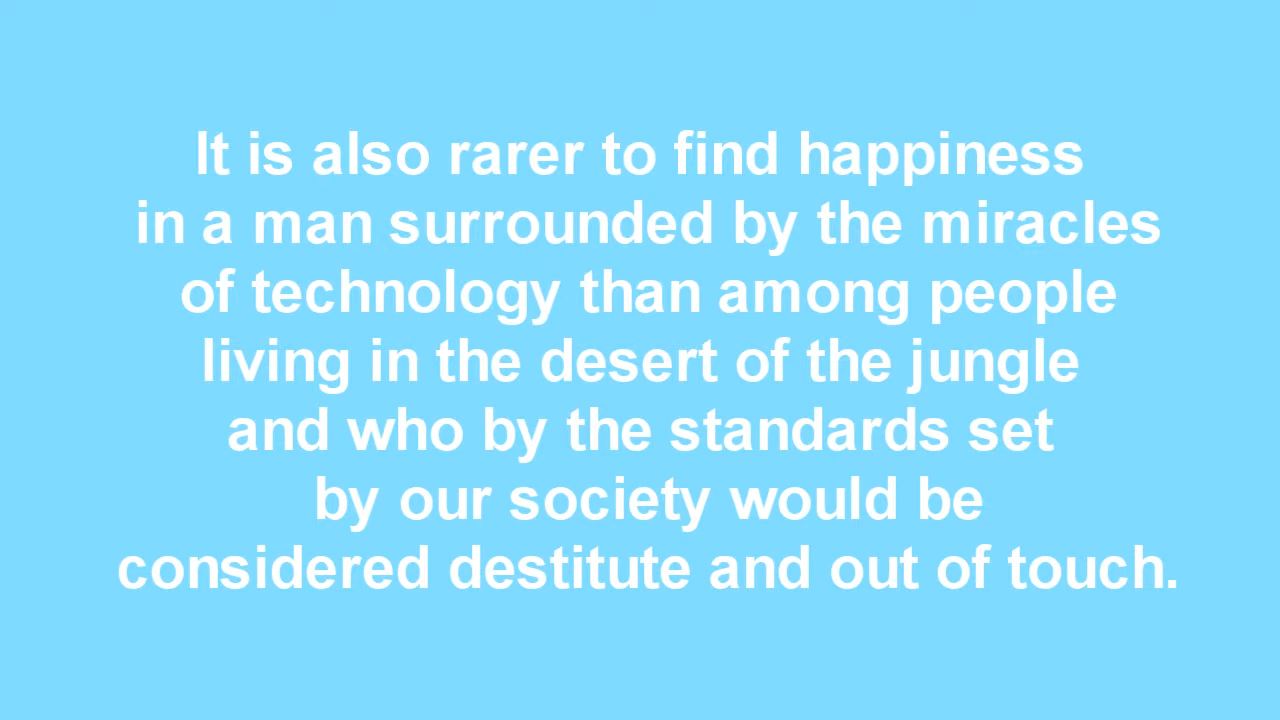 It is also rarer to find happiness
in a man surrounded by the miracles
of technology than among people
living in the desert of the jungle
and who by the standards set
by our society would be
considered destitute and out of touch.